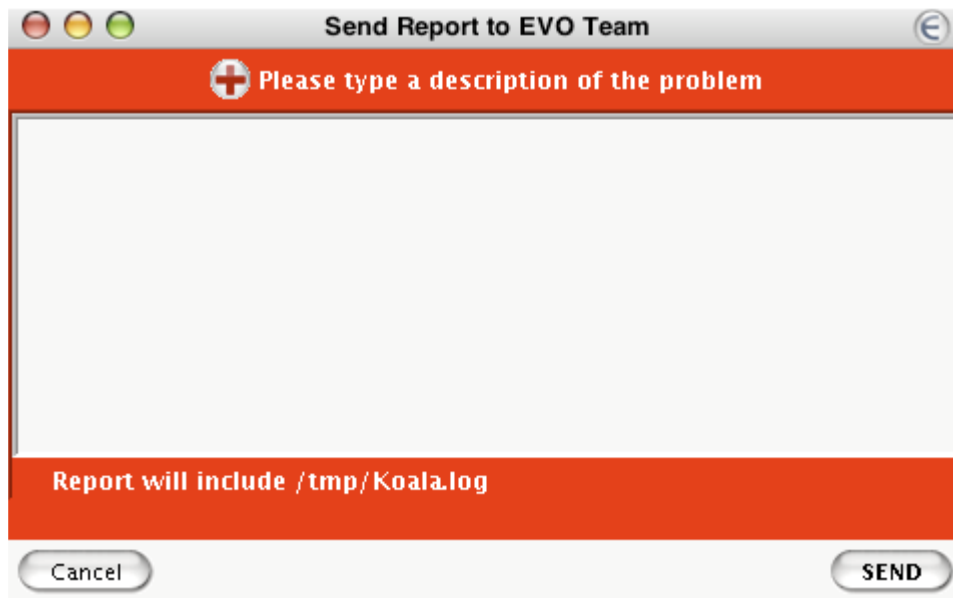 Send Report to EVO Team
Please type a description of the problem
Report will include /tmp/Koala.log
Cancel
SEND